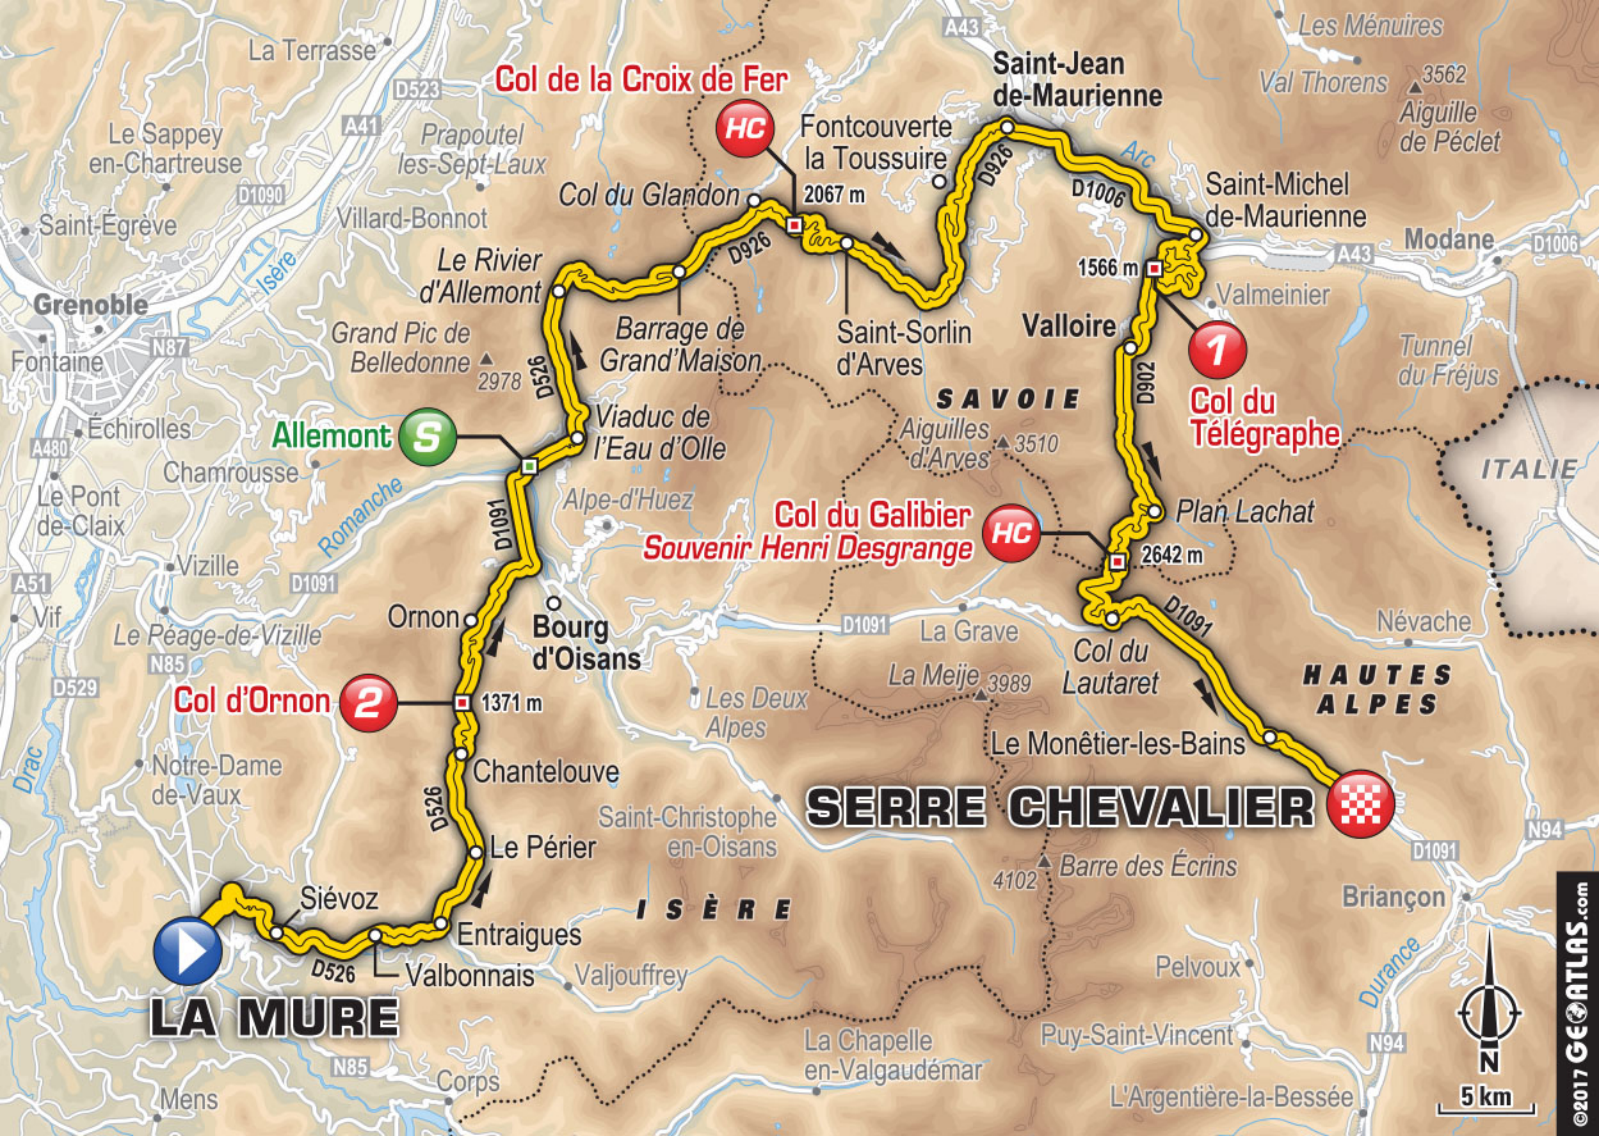 A43
Les Ménuires
La Terrasse
Saint-Jean
de-Maurienne
Val Thorens
3562
Aiguille
de Péclet
Col de la Croix de Fer
D523
HC
A41
Le Sappey
en-Chartreuse
Prapoutel
les-Sept-Laux
Fontcouverte
la Toussuire
D926
Arc
D1006
D1090
Col du Glandon
2067 m
Saint-Michel
de-Maurienne
Saint-Égrève
Villard-Bonnot
Isère
D926
Modane
D1006
A43
Le Rivier
d'Allemont
1566 m
Valmeinier
Grenoble
Grand Pic de
Belledonne
2978
N87
Fontaine
Barrage de
Grand'Maison
Saint-Sorlin
d'Arves
Valloire
1
Col du
Télégraphe
Tunnel
du Fréjus
D526
D902
SAVOIE
Échirolles
A480
Allemont
S
Viaduc de
l'Eau d'Olle
Aiguilles
d'Arves
3510
ITALIE
Chamrousse
Le Pont
de-Claix
Romanche
D1091
Alpe-d'Huez
Col du Galibier
Souvenir Henri Desgrange
HC
Plan Lachat
2642 m
Vizille
A51
D1091
Vif
Le Péage-de-Vizille
Ornon
Bourg
d'Oisans
D1091
La Grave
D1091
Névache
Col du
Lautaret
N85
D529
Col d'Ornon
2
1371 m
Les Deux
Alpes
La Meije
3989
HAUTES
ALPES
Drac
Notre-Dame
de-Vaux
Chantelouve
Le Monêtier-les-Bains
D526
SERRE CHEVALIER
Saint-Christophe
en-Oisans
Le Périer
N94
D1091
Barre des Écrins
4102
Briançon
Siévoz
ISÈRE
Entraigues
D526
Valbonnais
Valjouffrey
Pelvoux
Durance
LA MURE
La Chapelle
en-Valgaudémar
Puy-Saint-Vincent
N94
N
N85
Corps
Mens
L'Argentière-la-Bessée
5 km
©2017 GEOATLAS.com